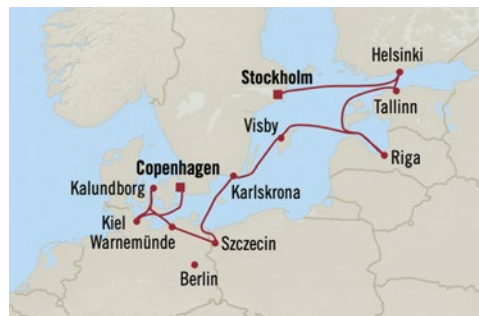 Helsinki
Stockholm
Tallinn
Visby
Riga
Copenhagen
Kalundborg
Karlskrona
Kiel
Warnemünde
Szczecin
Berlin